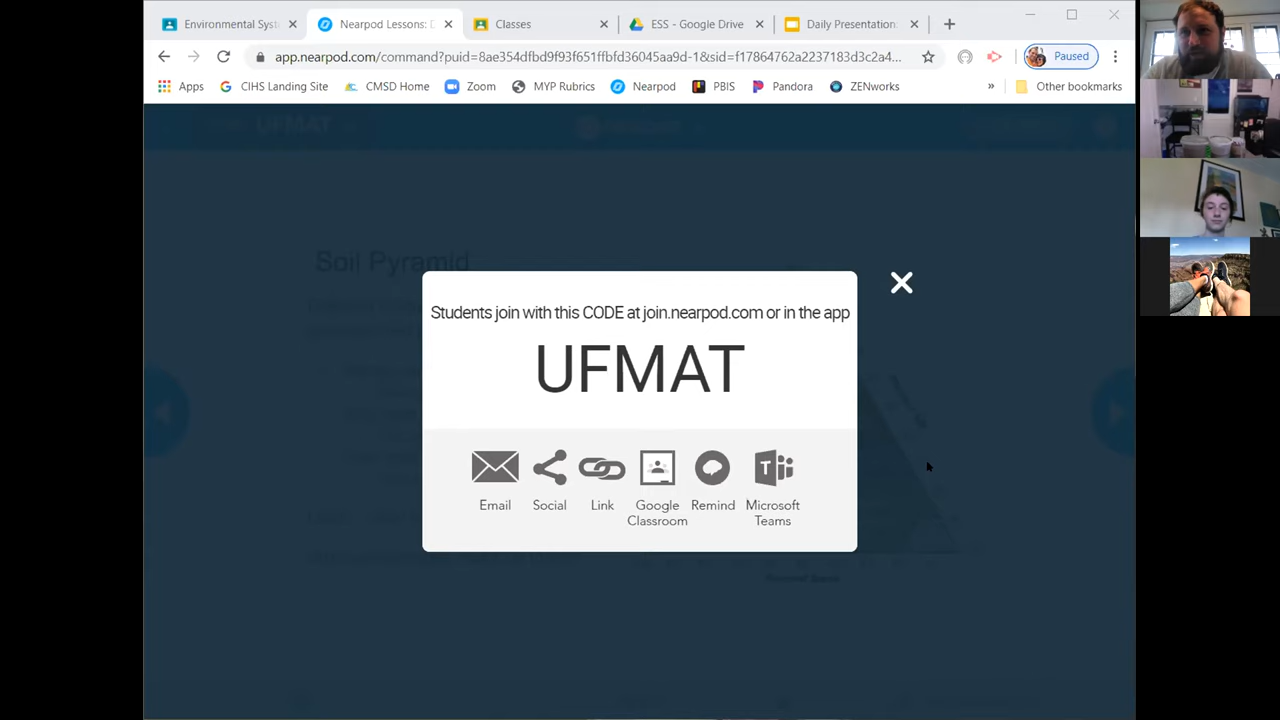 Environmental Syst
Nearpod Lessons: D
Classes
ESS - Google Drive
Daily Presentation:
app.nearpod.com/command?puid=8ae354dfbd9f93f651ffbfd36045aa9d-1&sid=f17864762a2237183d3c2a4...
Paused
Apps
CIHS Landing Site
CMSD Home
Zoom
MYP Rubrics
Nearpod
PBIS
Pandora
ZENworks
»
Other bookmarks
UFMAT
Soil Pyramid
Students join with this CODE at join.nearpod.com or in the app
UFMAT
Email
Social
Link
Google Classroom
Remind
Microsoft Teams